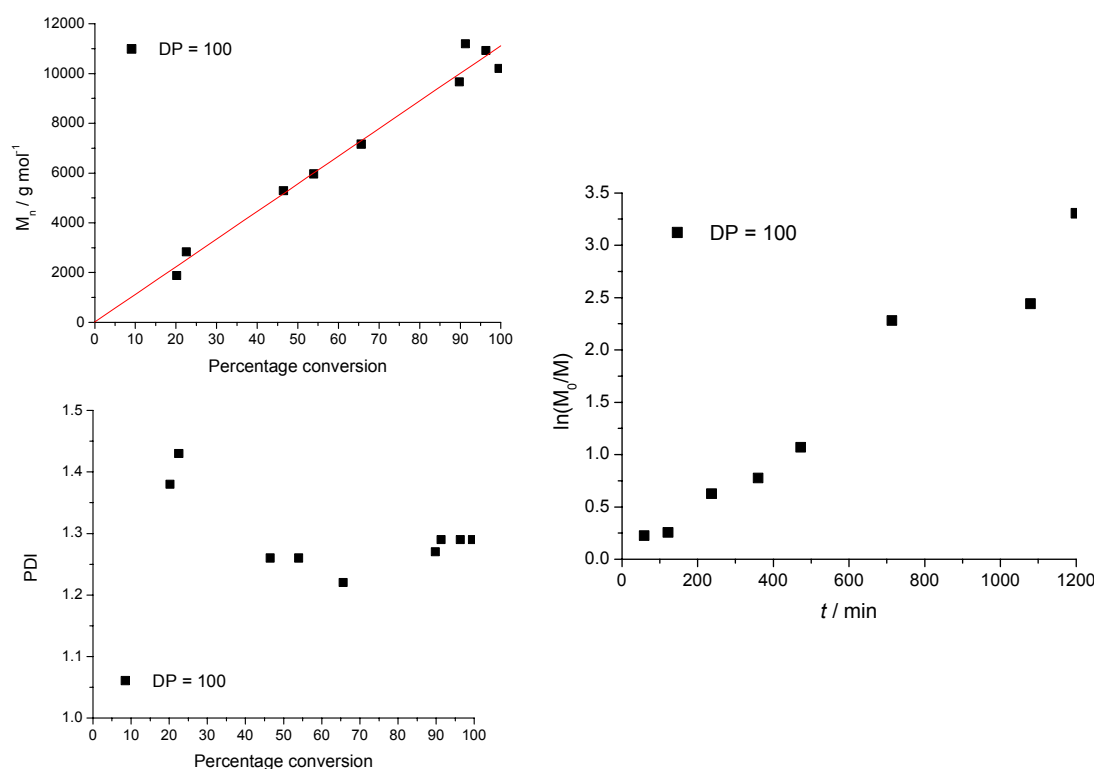 12000
10000
8000
6000
4000
2000
0
Mₙ / g mol⁻¹
DP = 100
0 10 20 30 40 50 60 70 80 90 100
Percentage conversion
1.5
1.4
1.3
1.2
1.1
1.0
PDI
DP = 100
0 10 20 30 40 50 60 70 80 90 100
Percentage conversion
3.5
3.0
2.5
2.0
1.5
1.0
0.5
0.0
ln(M₀/M)
DP = 100
0 200 400 600 800 1000 1200
t / min